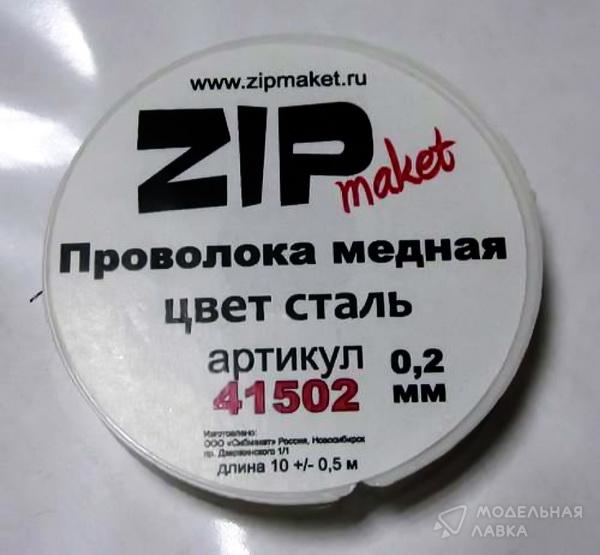 www.zipmaket.ru
ZIP
maket
Проволока медная
цвет сталь
артикул
41502
0,2
мм
Изготовлено:
ООО «Сибмакет» Россия, Новосибирск
пр. Дзержинского 1/1
длина 10 +/- 0,5 м
МОДЕЛЬНАЯ
ЛАВКА